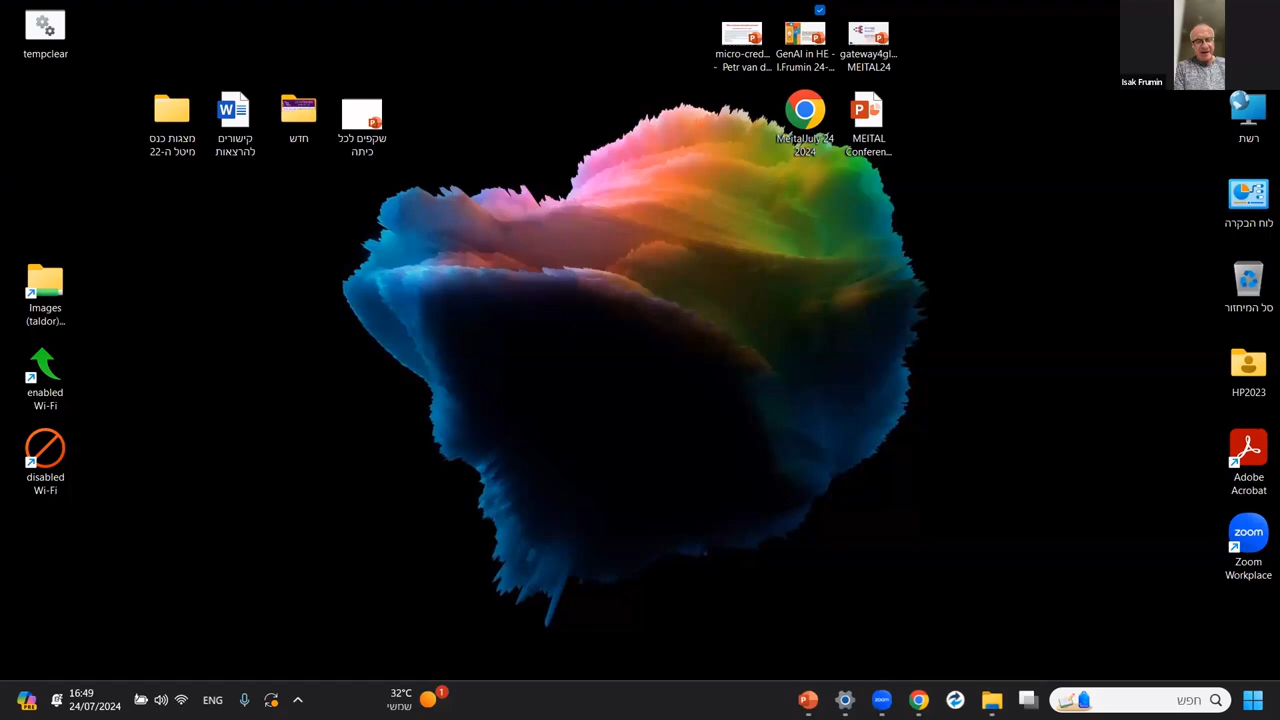 tempclear
micro-cred...
- Petr van d...
GenAI in HE -
I.Frumin 24-...
gateway4gl...
MEITAL24
Isak Frumin
מצגות כנס
מיטל ה-22
קישורים
להרצאות
חדש
שקפים לכל
כיתה
MeitalJuly 24
2024
MEITAL
Conferen...
רשת
לוח הבקרה
Images
(taldor)...
סל המיחזור
enabled
Wi-Fi
HP2023
disabled
Wi-Fi
Adobe
Acrobat
zoom
Zoom
Workplace
PRE
16:49
24/07/2024
ENG
32°C
שמשי
1
zoom
חפש